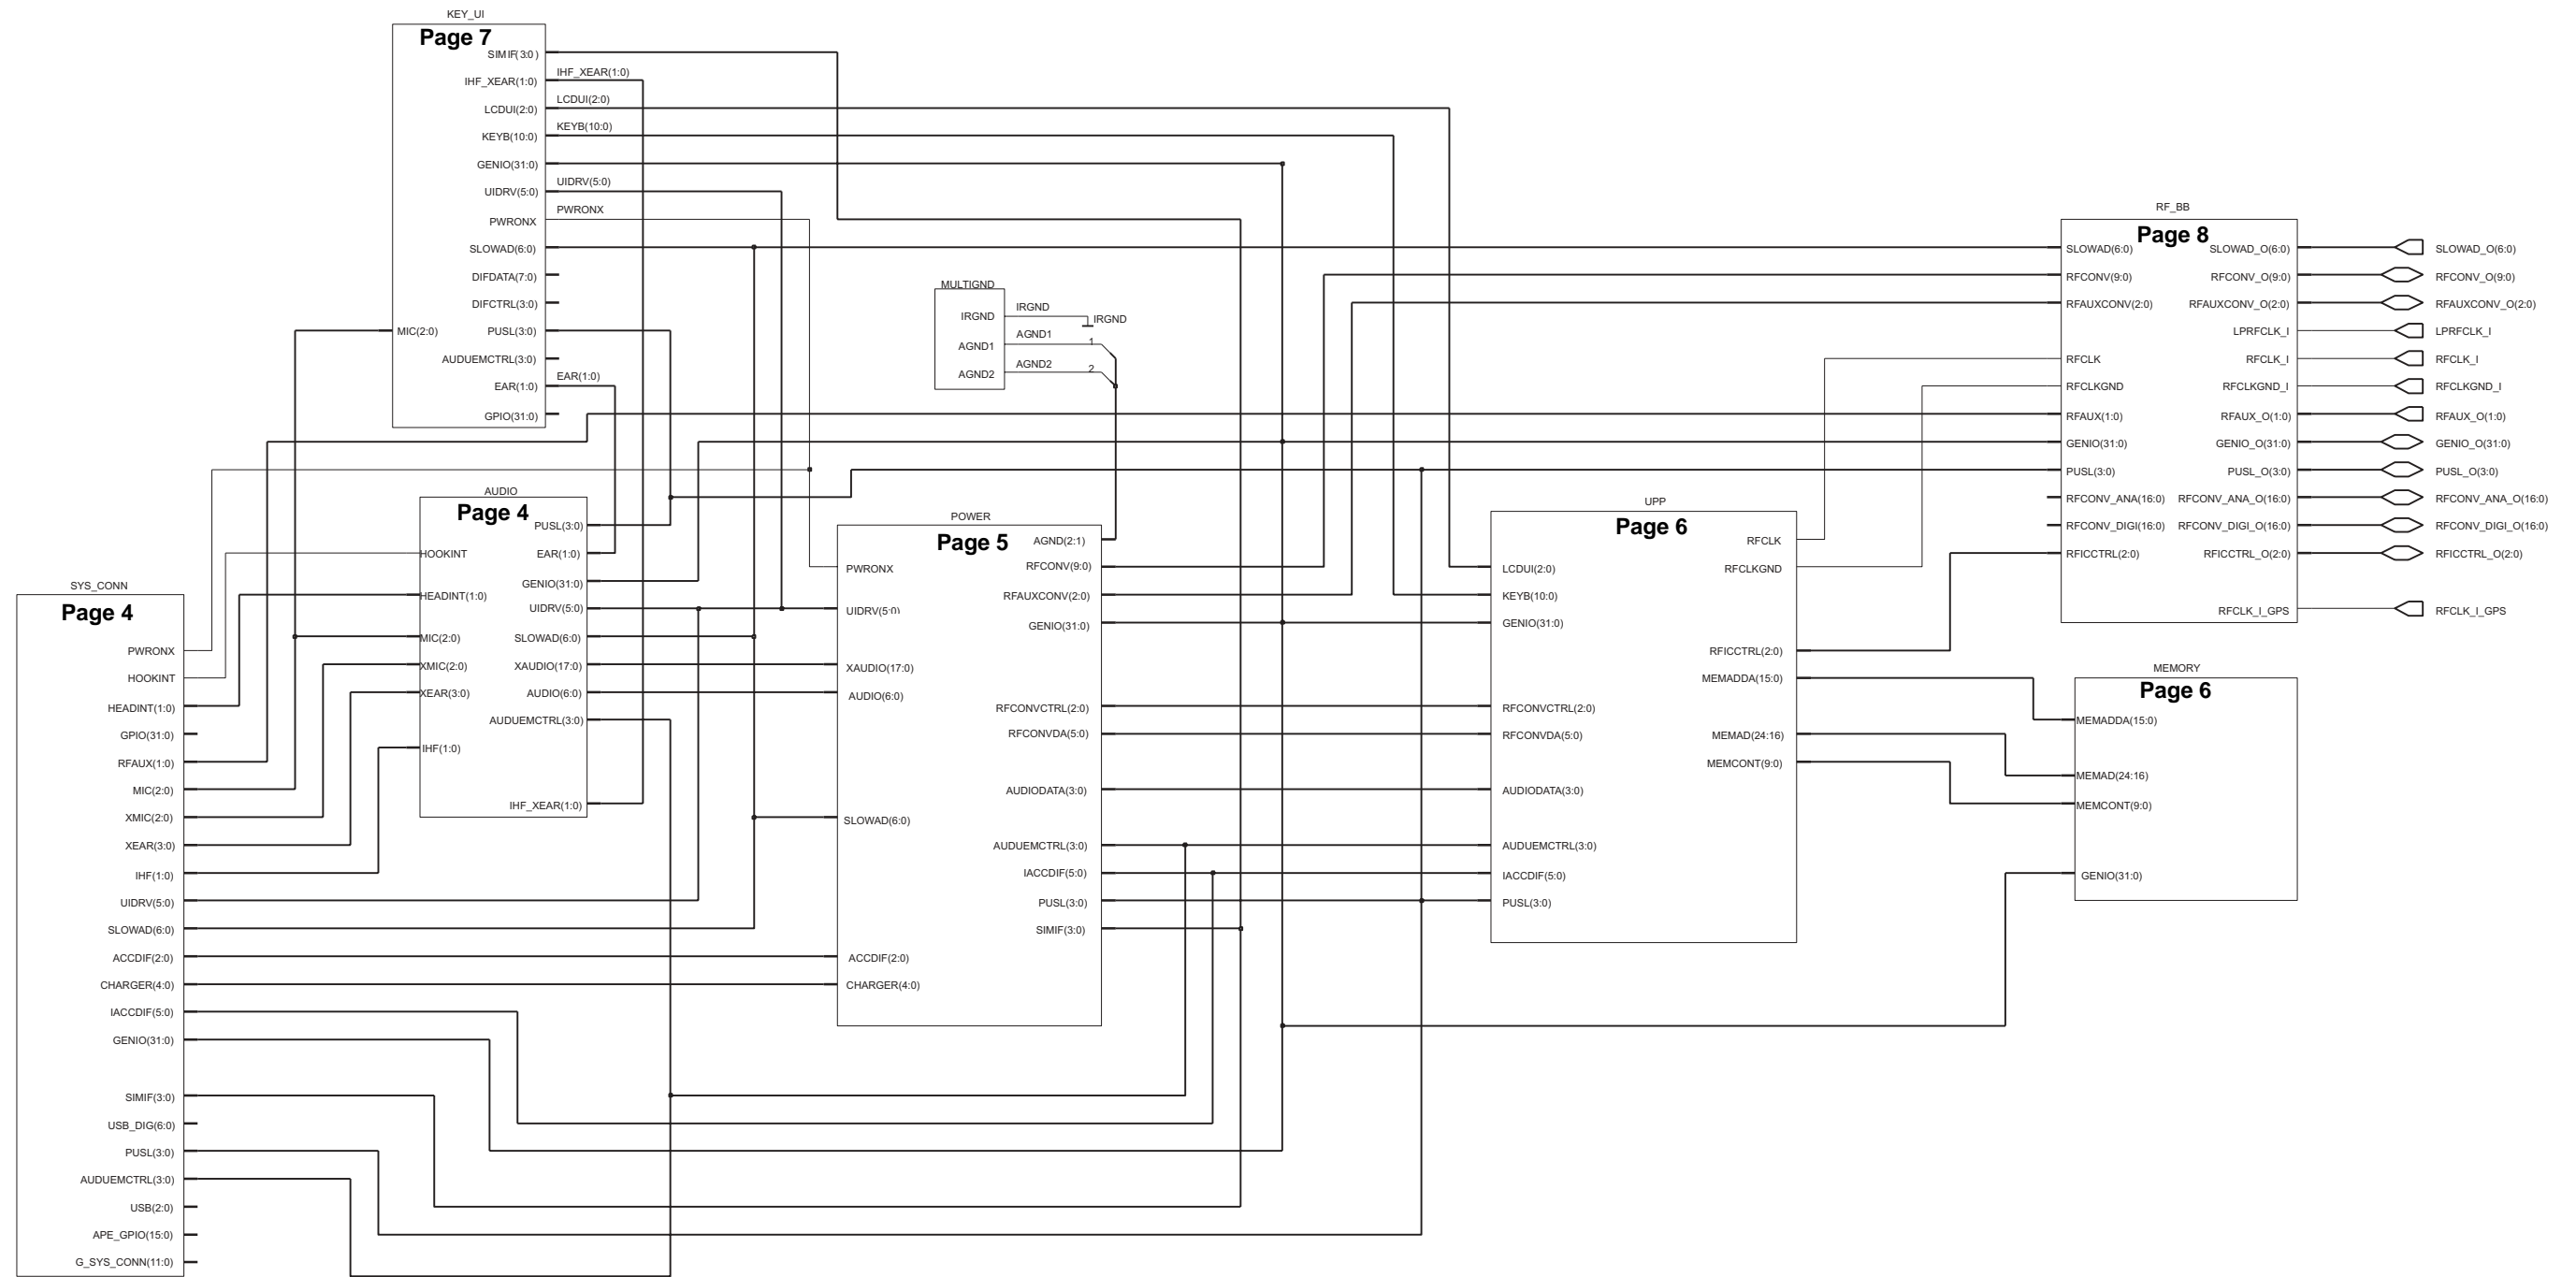 KEY_UI
Page 7
SIMIF(3:0)
IHF_XEAR(1:0)
IHF_XEAR(1:0)
LCDUI(2:0)
LCDUI(2:0)
KEYB(10:0)
KEYB(10:0)
GENIO(31:0)
UIDRV(5:0)
UIDRV(5:0)
PWRONX
PWRONX
SLOWAD(6:0)
DIFDATA(7:0)
DIFCTRL(3:0)
MIC(2:0)
PUSL(3:0)
AUDUEMCTRL(3:0)
EAR(1:0)
EAR(1:0)
GPIO(31:0)
MULTIGND
IRGND
IRGND
IRGND
AGND1
AGND1
1
AGND2
AGND2
2
RF_BB
Page 8
SLOWAD(6:0)
SLOWAD_O(6:0)
SLOWAD_O(6:0)
RFCONV(9:0)
RFCONV_O(9:0)
RFCONV_O(9:0)
RFAUXCONV(2:0)
RFAUXCONV_O(2:0)
RFAUXCONV_O(2:0)
LPRFCLK_I
LPRFCLK_I
RFCLK
RFCLK_I
RFCLK_I
RFCLKGND
RFCLKGND_I
RFCLKGND_I
RFAUX(1:0)
RFAUX_O(1:0)
RFAUX_O(1:0)
GENIO(31:0)
GENIO_O(31:0)
GENIO_O(31:0)
PUSL(3:0)
PUSL_O(3:0)
PUSL_O(3:0)
RFCONV_ANA(16:0)
RFCONV_ANA_O(16:0)
RFCONV_ANA_O(16:0)
RFCONV_DIGI(16:0)
RFCONV_DIGI_O(16:0)
RFCONV_DIGI_O(16:0)
RFICCTRL(2:0)
RFICCTRL_O(2:0)
RFICCTRL_O(2:0)
RFCLK_I_GPS
RFCLK_I_GPS
AUDIO
Page 4
PUSL(3:0)
HOOKINT
EAR(1:0)
GENIO(31:0)
HEADINT(1:0)
UIDRV(5:0)
MIC(2:0)
SLOWAD(6:0)
XMIC(2:0)
XAUDIO(17:0)
XEAR(3:0)
AUDIO(6:0)
AUDUEMCTRL(3:0)
IHF(1:0)
IHF_XEAR(1:0)
POWER
Page 5
AGND(2:1)
PWRONX
RFCONV(9:0)
RFAUXCONV(2:0)
UIDRV(5:0)
GENIO(31:0)
XAUDIO(17:0)
AUDIO(6:0)
RFCONVCTRL(2:0)
RFCONVDA(5:0)
AUDIODATA(3:0)
SLOWAD(6:0)
AUDUEMCTRL(3:0)
IACCDIF(5:0)
PUSL(3:0)
SIMIF(3:0)
ACCDIF(2:0)
CHARGER(4:0)
UPP
Page 6
RFCLK
LCDUI(2:0)
RFCLKGND
KEYB(10:0)
GENIO(31:0)
RFICCTRL(2:0)
MEMADDA(15:0)
RFCONVCTRL(2:0)
RFCONVDA(5:0)
MEMAD(24:16)
MEMCONT(9:0)
AUDIODATA(3:0)
AUDUEMCTRL(3:0)
IACCDIF(5:0)
PUSL(3:0)
MEMORY
Page 6
MEMADDA(15:0)
MEMAD(24:16)
MEMCONT(9:0)
GENIO(31:0)
SYS_CONN
Page 4
PWRONX
HOOKINT
HEADINT(1:0)
GPIO(31:0)
RFAUX(1:0)
MIC(2:0)
XMIC(2:0)
XEAR(3:0)
IHF(1:0)
UIDRV(5:0)
SLOWAD(6:0)
ACCDIF(2:0)
CHARGER(4:0)
IACCDIF(5:0)
GENIO(31:0)
SIMIF(3:0)
USB_DIG(6:0)
PUSL(3:0)
AUDUEMCTRL(3:0)
USB(2:0)
APE_GPIO(15:0)
G_SYS_CONN(11:0)